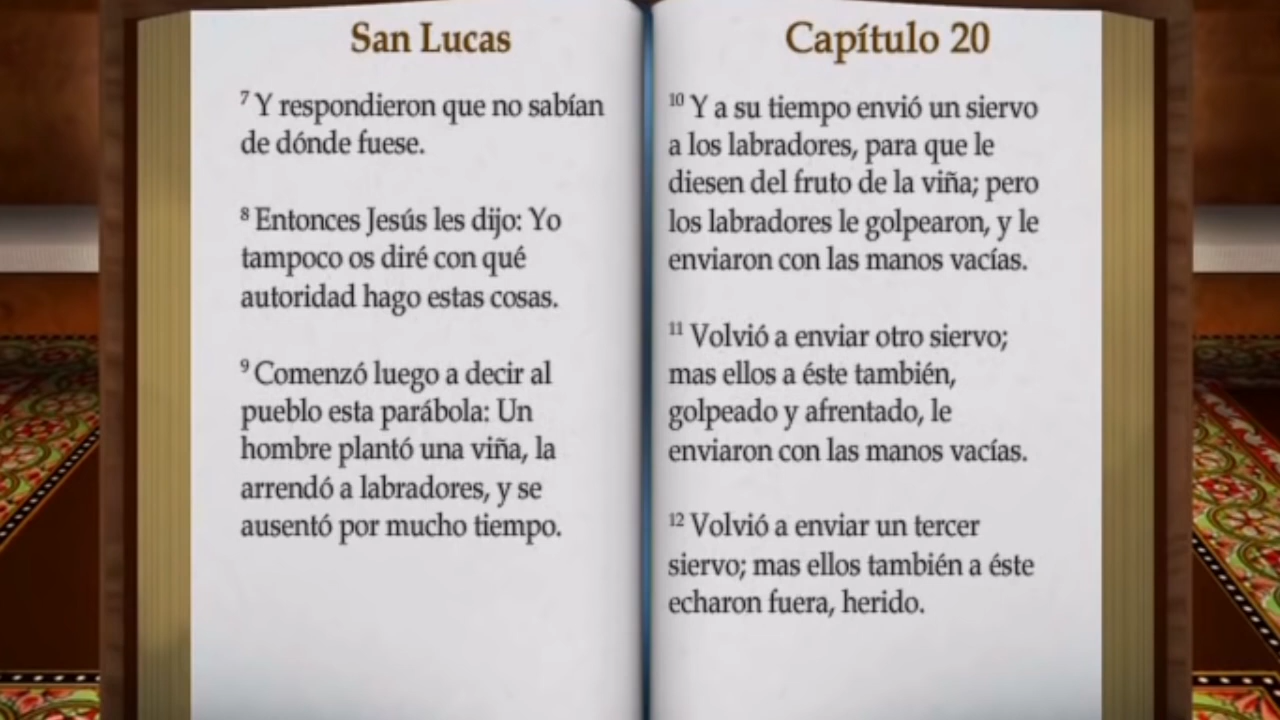 San Lucas
7 Y respondieron que no sabían
de dónde fuese.
8 Entonces Jesús les dijo: Yo
tampoco os diré con qué
autoridad hago estas cosas.
9 Comenzó luego a decir al
pueblo esta parábola: Un
hombre plantó una viña, la
arrendó a labradores, y se
ausentó por mucho tiempo.
Capítulo 20
10 Y a su tiempo envió un siervo
a los labradores, para que le
diesen del fruto de la viña; pero
los labradores le golpearon, y le
enviaron con las manos vacías.
11 Volvió a enviar otro siervo;
mas ellos a éste también,
golpeado y afrentado, le
enviaron con las manos vacías.
12 Volvió a enviar un tercer
siervo; mas ellos también a éste
echaron fuera, herido.